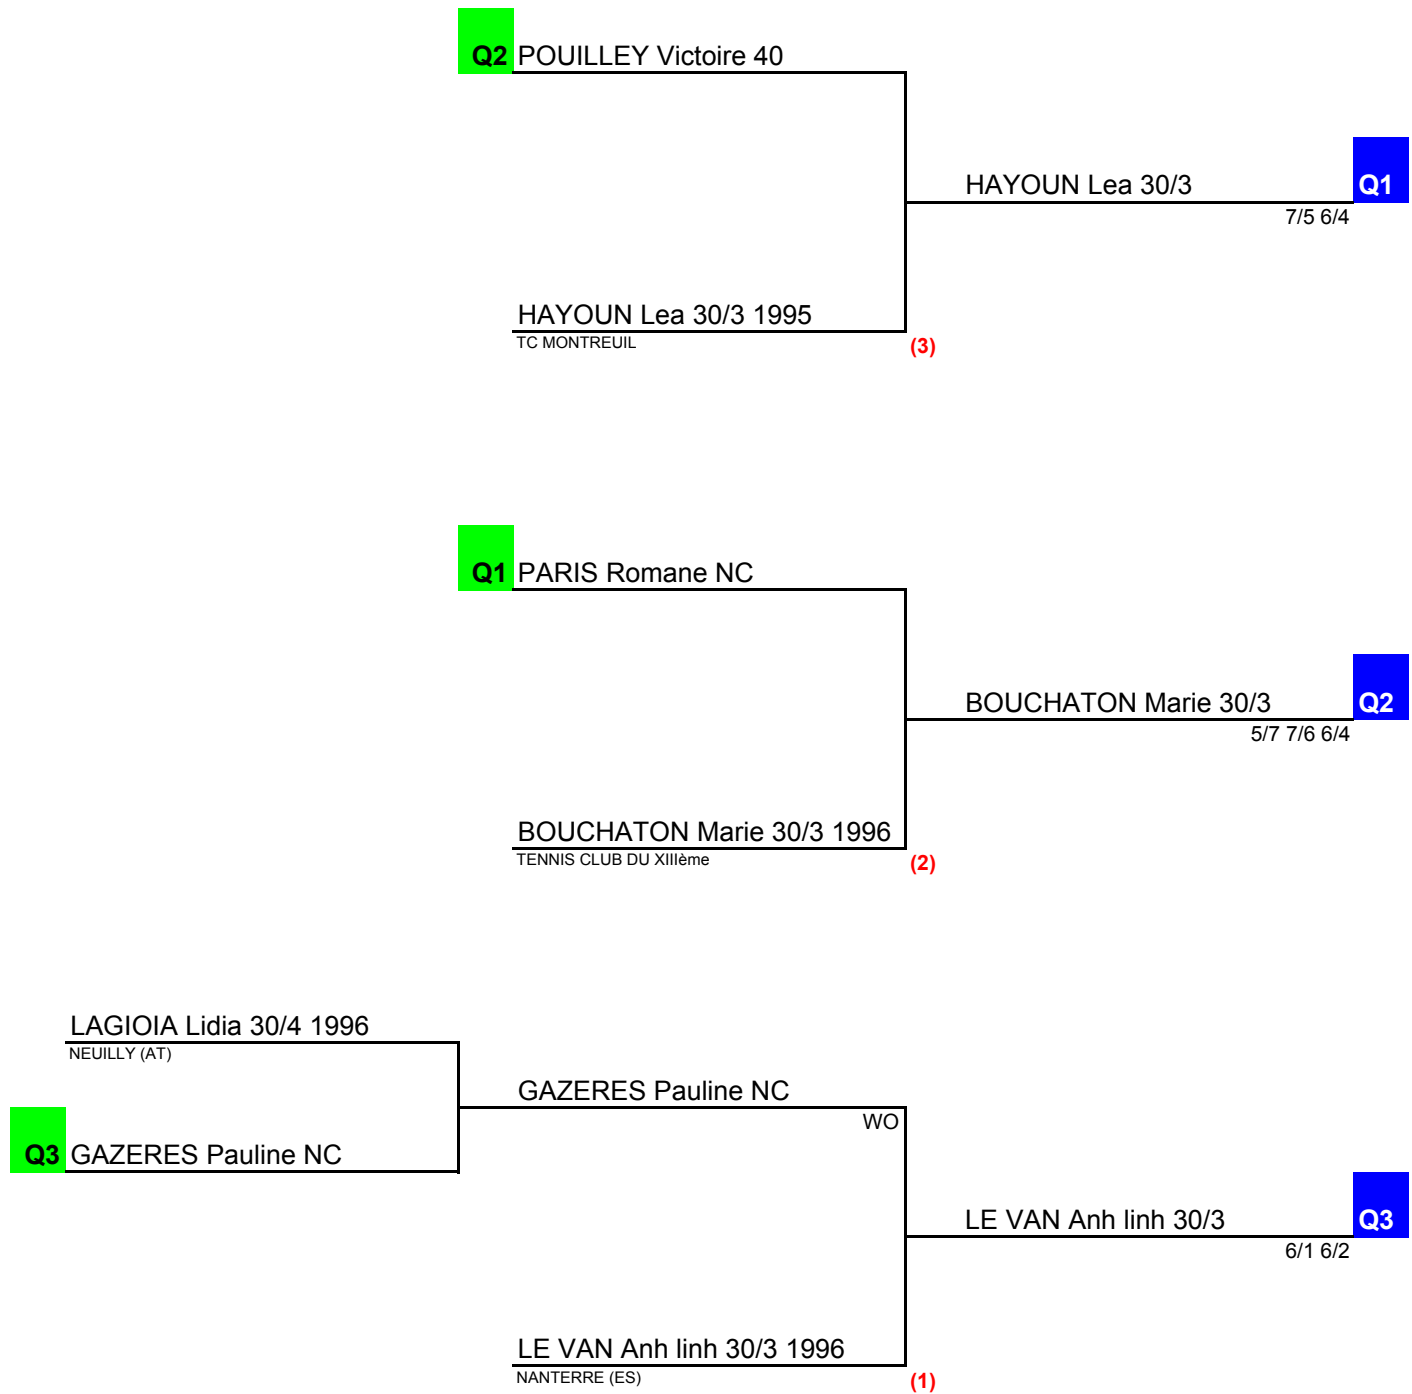 Q2 POUILLEY Victoire 40
HAYOUN Lea 30/3
Q1
7/5 6/4
HAYOUN Lea 30/3 1995
TC MONTREUIL
(3)
Q1 PARIS Romane NC
BOUCHATON Marie 30/3
Q2
5/7 7/6 6/4
BOUCHATON Marie 30/3 1996
TENNIS CLUB DU XIIIème
(2)
LAGIOIA Lidia 30/4 1996
NEUILLY (AT)
GAZERES Pauline NC
WO
Q3 GAZERES Pauline NC
LE VAN Anh linh 30/3
Q3
6/1 6/2
LE VAN Anh linh 30/3 1996
NANTERRE (ES)
(1)